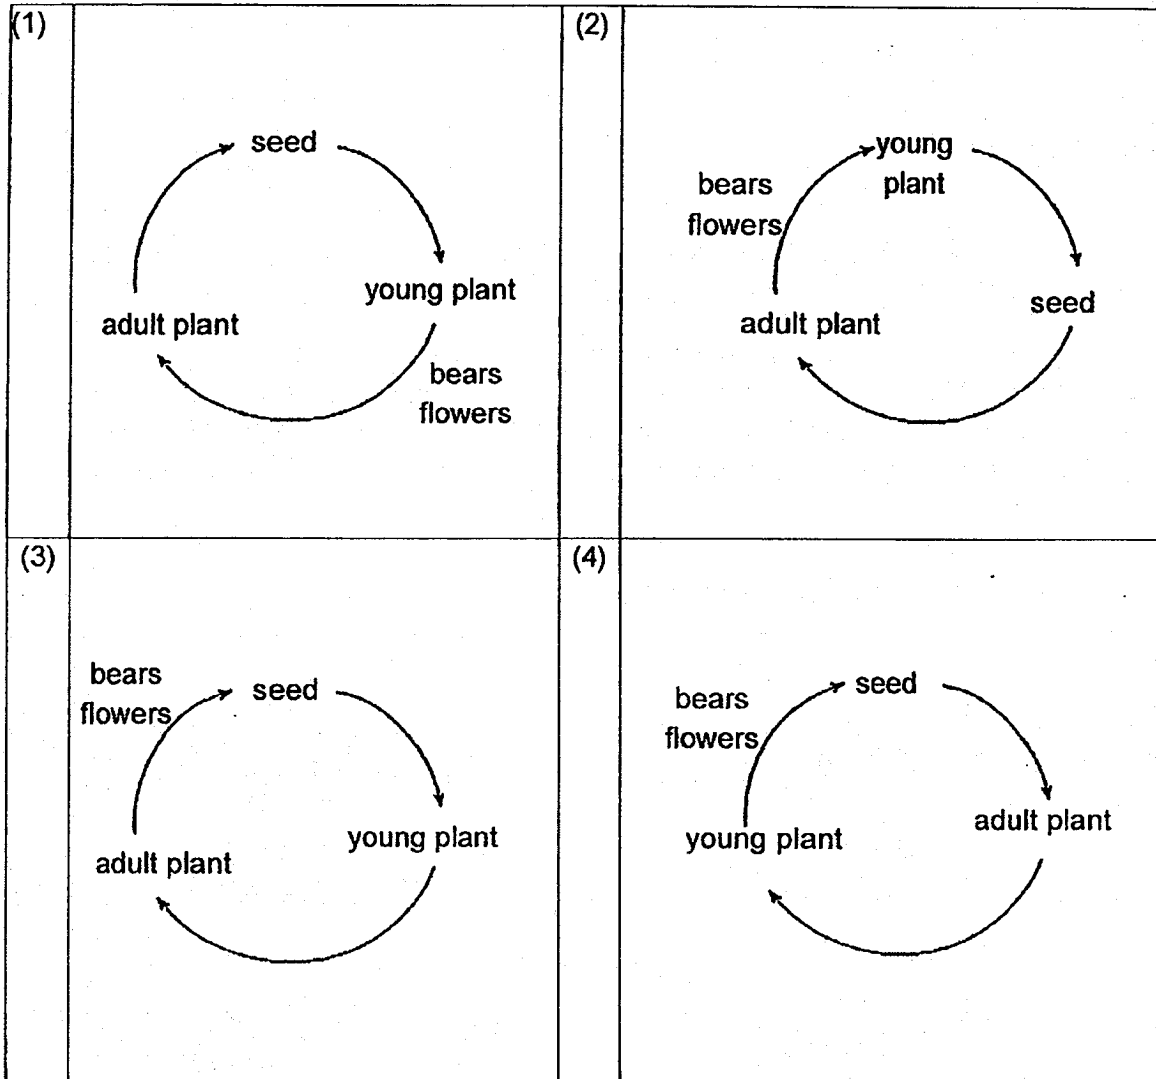 (1)
seed
young plant
adult plant
bears
flowers
(2)
young
plant
bears
flowers
seed
adult plant
(3)
bears
flowers
seed
young plant
adult plant
(4)
seed
bears
flowers
adult plant
young plant